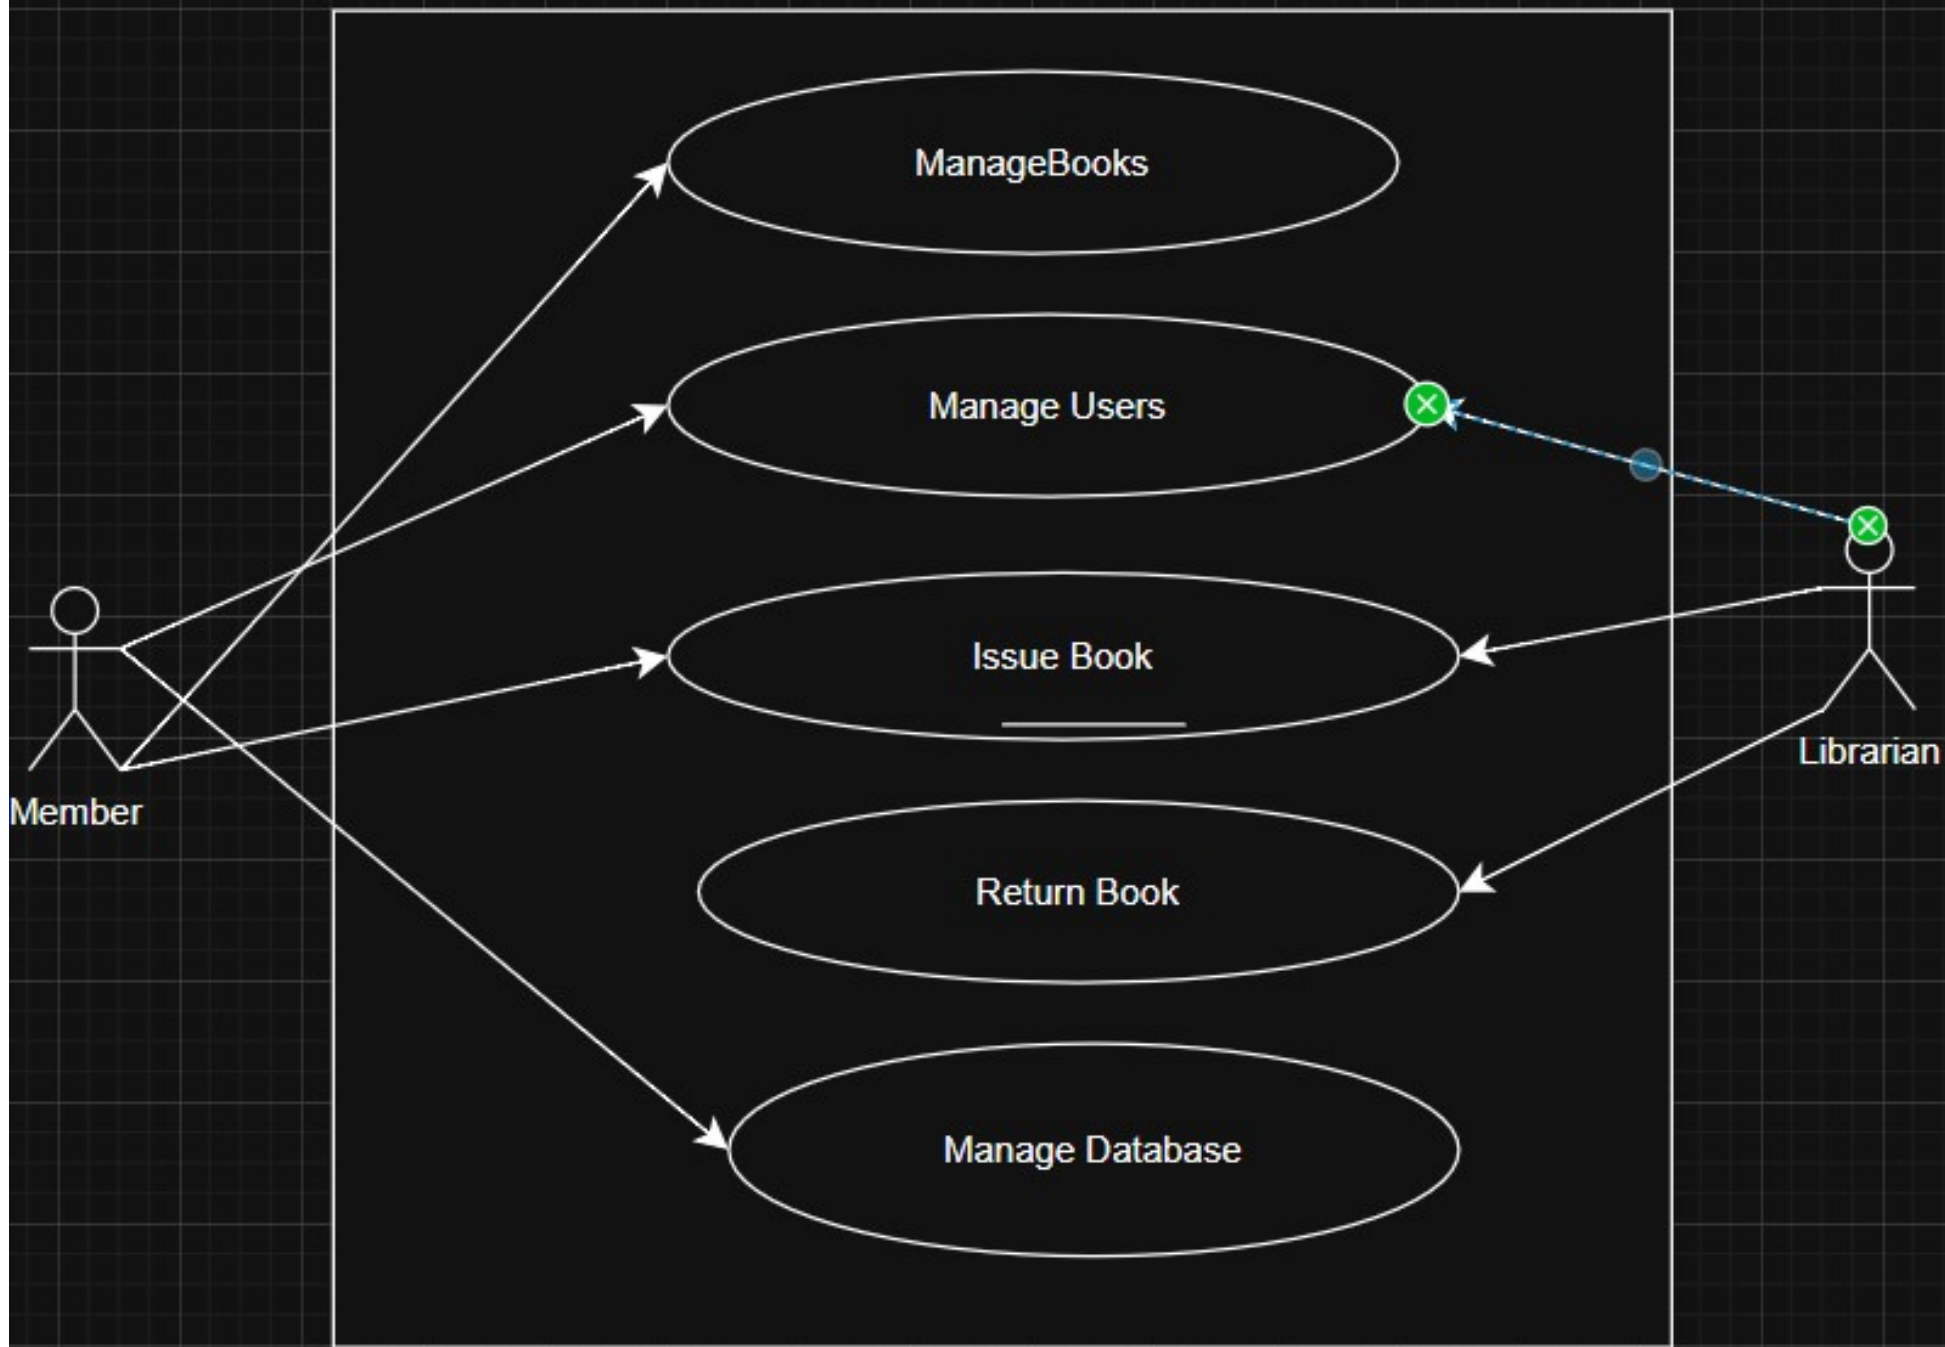 ManageBooks
Manage Users
Issue Book
Librarian
Member
Return Book
Manage Database